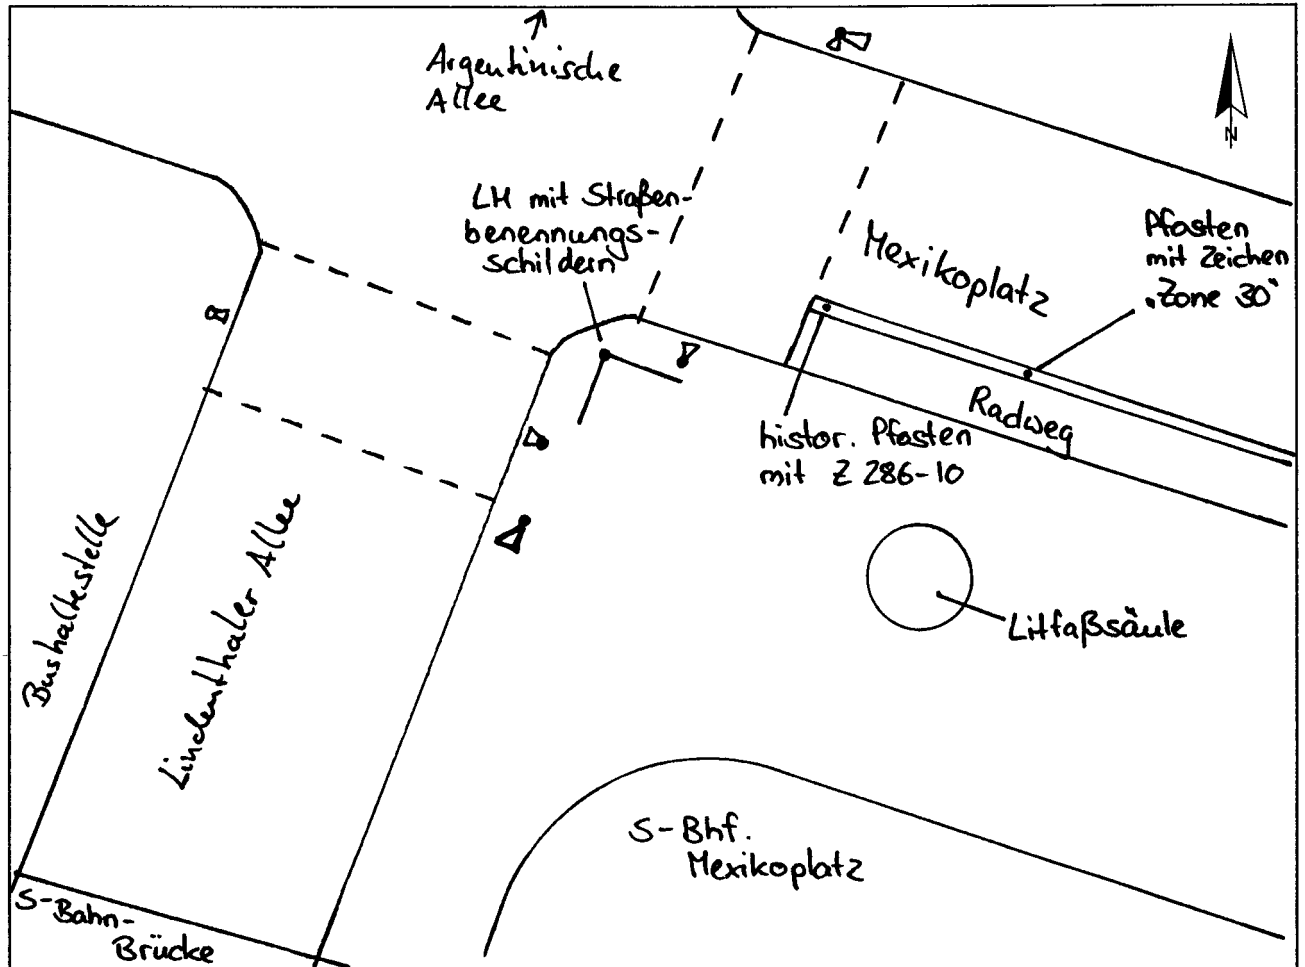 Argentinische
Allee
N
LM mit Straßen-
benennungs-
schildern
Mexikoplatz
Pfosten
mit Zeichen
„Zone 30“
Radweg
histor. Pfosten
mit Z 286-10
Bushaltestelle
Lindenthaler Allee
Litfaßsäule
S-Bhf.
Mexikoplatz
S-Bahn-
Brücke